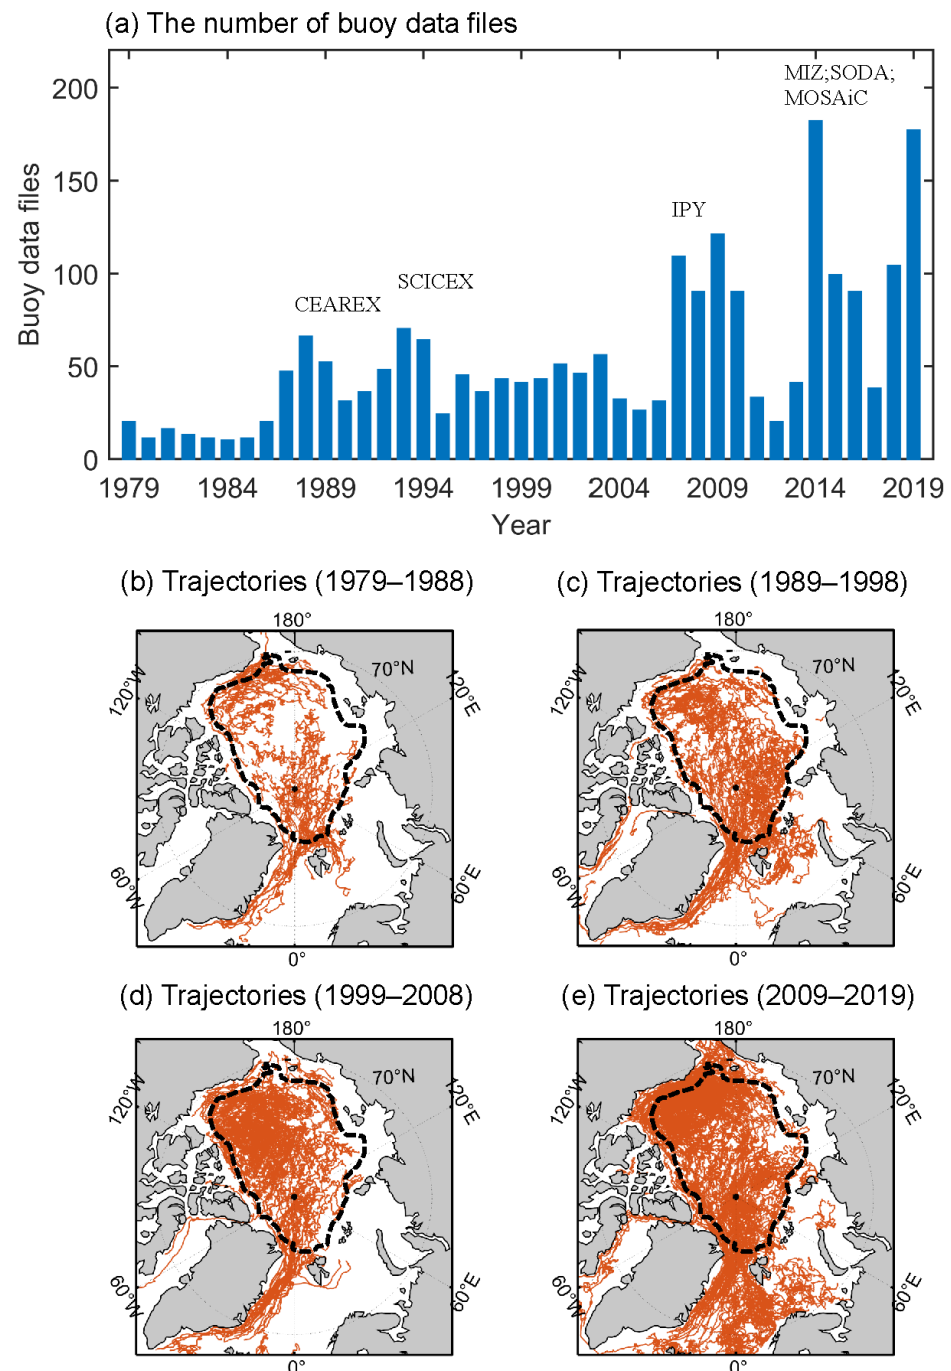 (a) The number of buoy data files
MIZ;SODA;
MOSAiC
200
150
IPY
SCICEX
100
CEAREX
50
0
Buoy data files
1979 1984 1989 1994 1999 2004 2009 2014 2019
Year
(b) Trajectories (1979–1988)
180°
70°N
120°W
120°E
60°W
60°E
0°
(c) Trajectories (1989–1998)
180°
70°N
120°W
120°E
60°W
60°E
0°
(d) Trajectories (1999–2008)
180°
70°N
120°W
120°E
60°W
60°E
0°
(e) Trajectories (2009–2019)
180°
70°N
120°W
120°E
60°W
60°E
0°